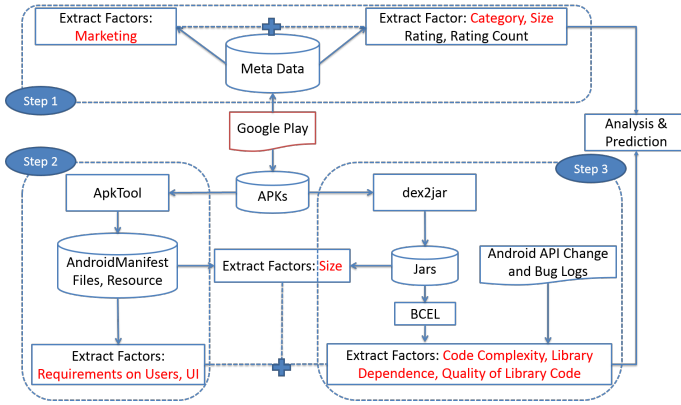 Extract Factors:
Marketing
Extract Factor: Category, Size
Rating, Rating Count
Meta Data
Step 1
Google Play
Analysis &
Prediction
Step 2
Step 3
ApkTool
APKs
dex2jar
AndroidManifest
Files, Resource
Extract Factors: Size
Jars
Android API Change
and Bug Logs
BCEL
Extract Factors:
Requirements on Users, UI
Extract Factors: Code Complexity, Library
Dependence, Quality of Library Code